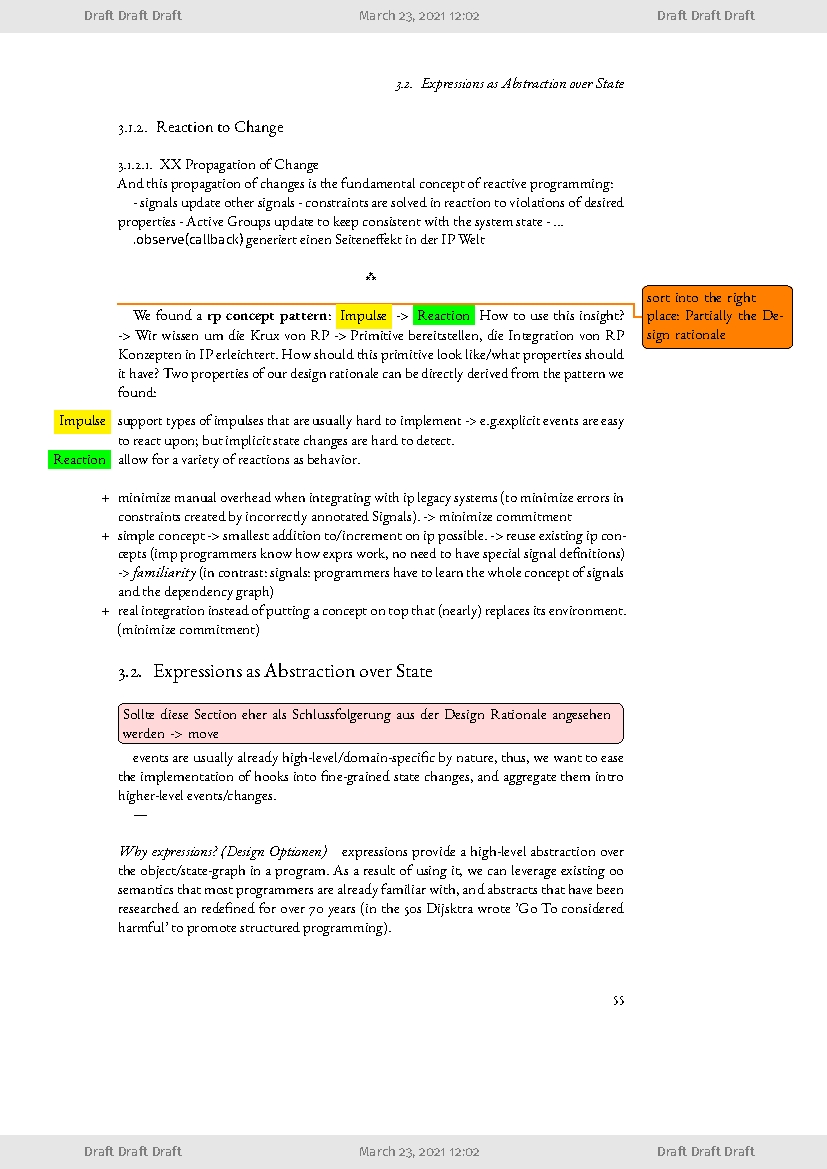 Draft Draft Draft March 23, 2021 12:02 Draft Draft Draft
3.2. Expressions as Abstraction over State
3.1.2. Reaction to Change
3.1.2.1. XX Propagation of Change
And this propagation of changes is the fundamental concept of reactive programming:
- signals update other signals - constraints are solved in reaction to violations of desired
properties - Active Groups update to keep consistent with the system state - ...
.observe(callback) generiert einen Seiteneffekt in der IP Welt
⁂
We found a rp concept pattern: Impulse -> Reaction How to use this insight?
-> Wir wissen um die Krux von RP -> Primitive bereitstellen, die Integration von RP
Konzepten in IP erleichtert. How should this primitive look like/what properties should
it have? Two properties of our design rationale can be directly derived from the pattern we
found:
sort into the right
place: Partially the De-
sign rationale
Impulse support types of impulses that are usually hard to implement -> e.g.explicit events are easy
to react upon; but implicit state changes are hard to detect.
Reaction allow for a variety of reactions as behavior.
+ minimize manual overhead when integrating with ip legacy systems (to minimize errors in
constraints created by incorrectly annotated Signals). -> minimize commitment
+ simple concept -> smallest addition to/increment on ip possible. -> reuse existing ip con-
cepts (imp programmers know how exprs work, no need to have special signal definitions)
-> familiarity (in contrast: signals: programmers have to learn the whole concept of signals
and the dependency graph)
+ real integration instead of putting a concept on top that (nearly) replaces its environment.
(minimize commitment)
3.2. Expressions as Abstraction over State
Sollte diese Section eher als Schlussfolgerung aus der Design Rationale angesehen
werden -> move
events are usually already high-level/domain-specific by nature, thus, we want to ease
the implementation of hooks into fine-grained state changes, and aggregate them intro
higher-level events/changes.
—
Why expressions? (Design Optionen) expressions provide a high-level abstraction over
the object/state-graph in a program. As a result of using it, we can leverage existing oo
semantics that most programmers are already familiar with, and abstracts that have been
researched an redefined for over 70 years (in the 50s Dijsktra wrote 'Go To considered
harmful' to promote structured programming).
55
Draft Draft Draft March 23, 2021 12:02 Draft Draft Draft